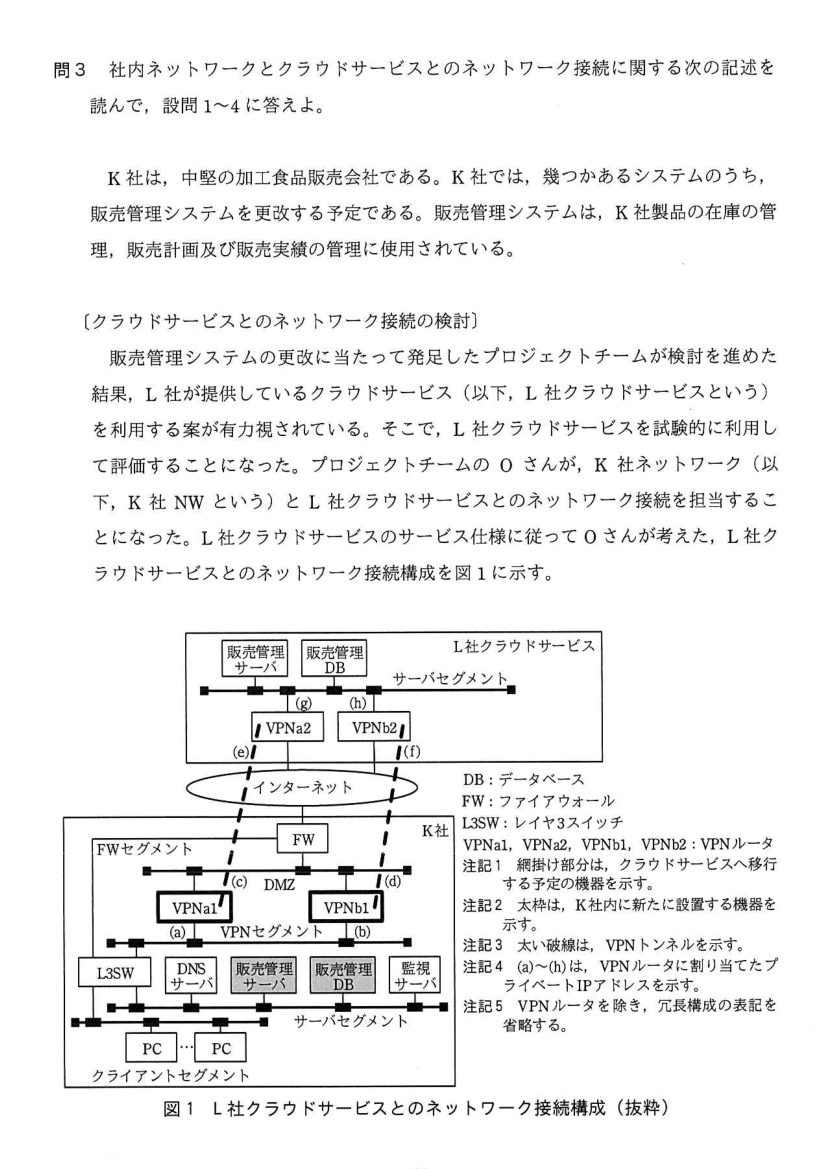 問3 社内ネットワークとクラウドサービスとのネットワーク接続に関する次の記述を
読んで，設問 1～4 に答えよ。
K 社は，中堅の加工食品販売会社である。K 社では，幾つかあるシステムのうち，
販売管理システムを更改する予定である。販売管理システムは，K 社製品の在庫の管
理，販売計画及び販売実績の管理に使用されている。
〔クラウドサービスとのネットワーク接続の検討〕
販売管理システムの更改に当たって発足したプロジェクトチームが検討を進めた
結果，L 社が提供しているクラウドサービス（以下，L 社クラウドサービスという）
を利用する案が有力視されている。そこで，L 社クラウドサービスを試験的に利用し
て評価することになった。プロジェクトチームの O さんが，K 社ネットワーク（以
下，K 社 NW という）と L 社クラウドサービスとのネットワーク接続を担当するこ
とになった。L 社クラウドサービスのサービス仕様に従って O さんが考えた，L 社ク
ラウドサービスとのネットワーク接続構成を図 1 に示す。
L社クラウドサービス
販売管理
サーバ
販売管理
DB
サーバセグメント
(g)
(h)
VPNa2
VPNb2
(e)
(f)
インターネット
K社
FW
FWセグメント
(c)
DMZ
(d)
VPNa1
VPNb1
(a)
VPNセグメント
(b)
L3SW
DNS
サーバ
販売管理
サーバ
販売管理
DB
監視
サーバ
サーバセグメント
PC
…
PC
クライアントセグメント
DB：データベース
FW：ファイアウォール
L3SW：レイヤ3スイッチ
VPNa1，VPNa2，VPNb1，VPNb2：VPNルータ
注記1 網掛け部分は，クラウドサービスへ移行
する予定の機器を示す。
注記2 太枠は，K社内に新たに設置する機器を
示す。
注記3 太い破線は，VPNトンネルを示す。
注記4 (a)～(h)は，VPNルータに割り当てたプ
ライベートIPアドレスを示す。
注記5 VPNルータを除き，冗長構成の表記を
省略する。
図1 L社クラウドサービスとのネットワーク接続構成（抜粋）